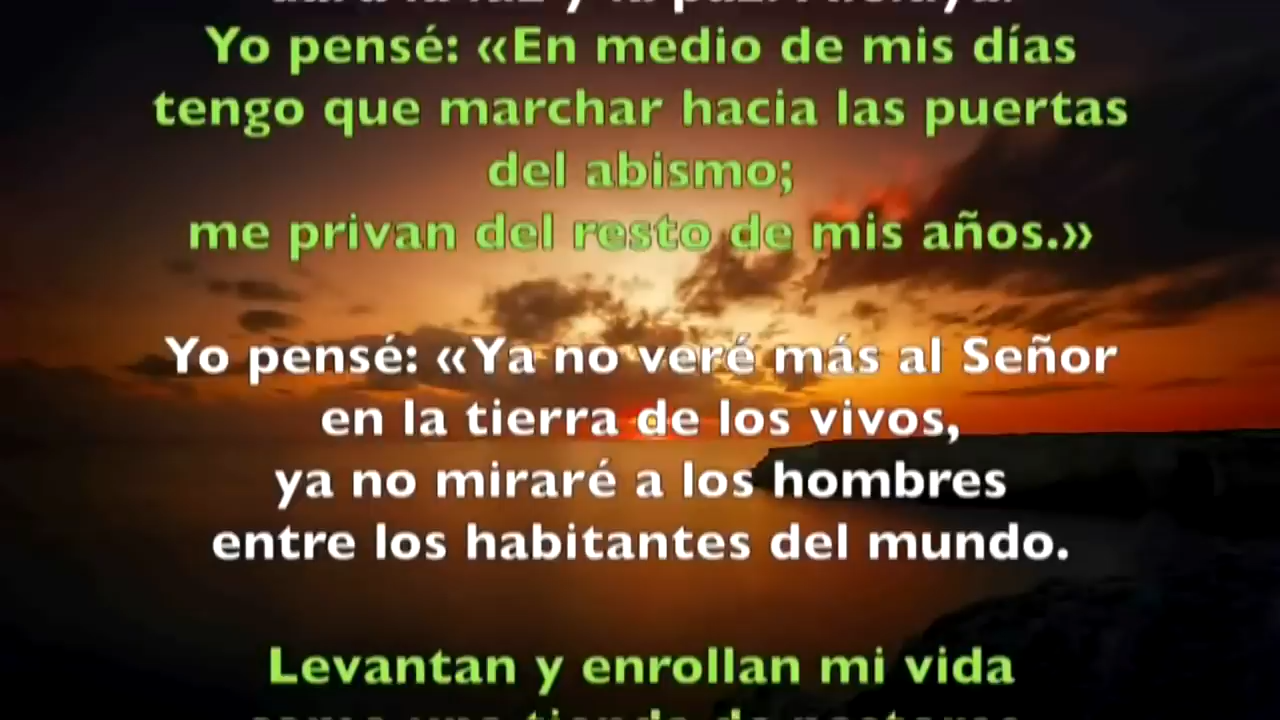 Yo pensé: «En medio de mis días
tengo que marchar hacia las puertas
del abismo;
me privan del resto de mis años.»
Yo pensé: «Ya no veré más al Señor
en la tierra de los vivos,
ya no miraré a los hombres
entre los habitantes del mundo.
Levantan y enrollan mi vida